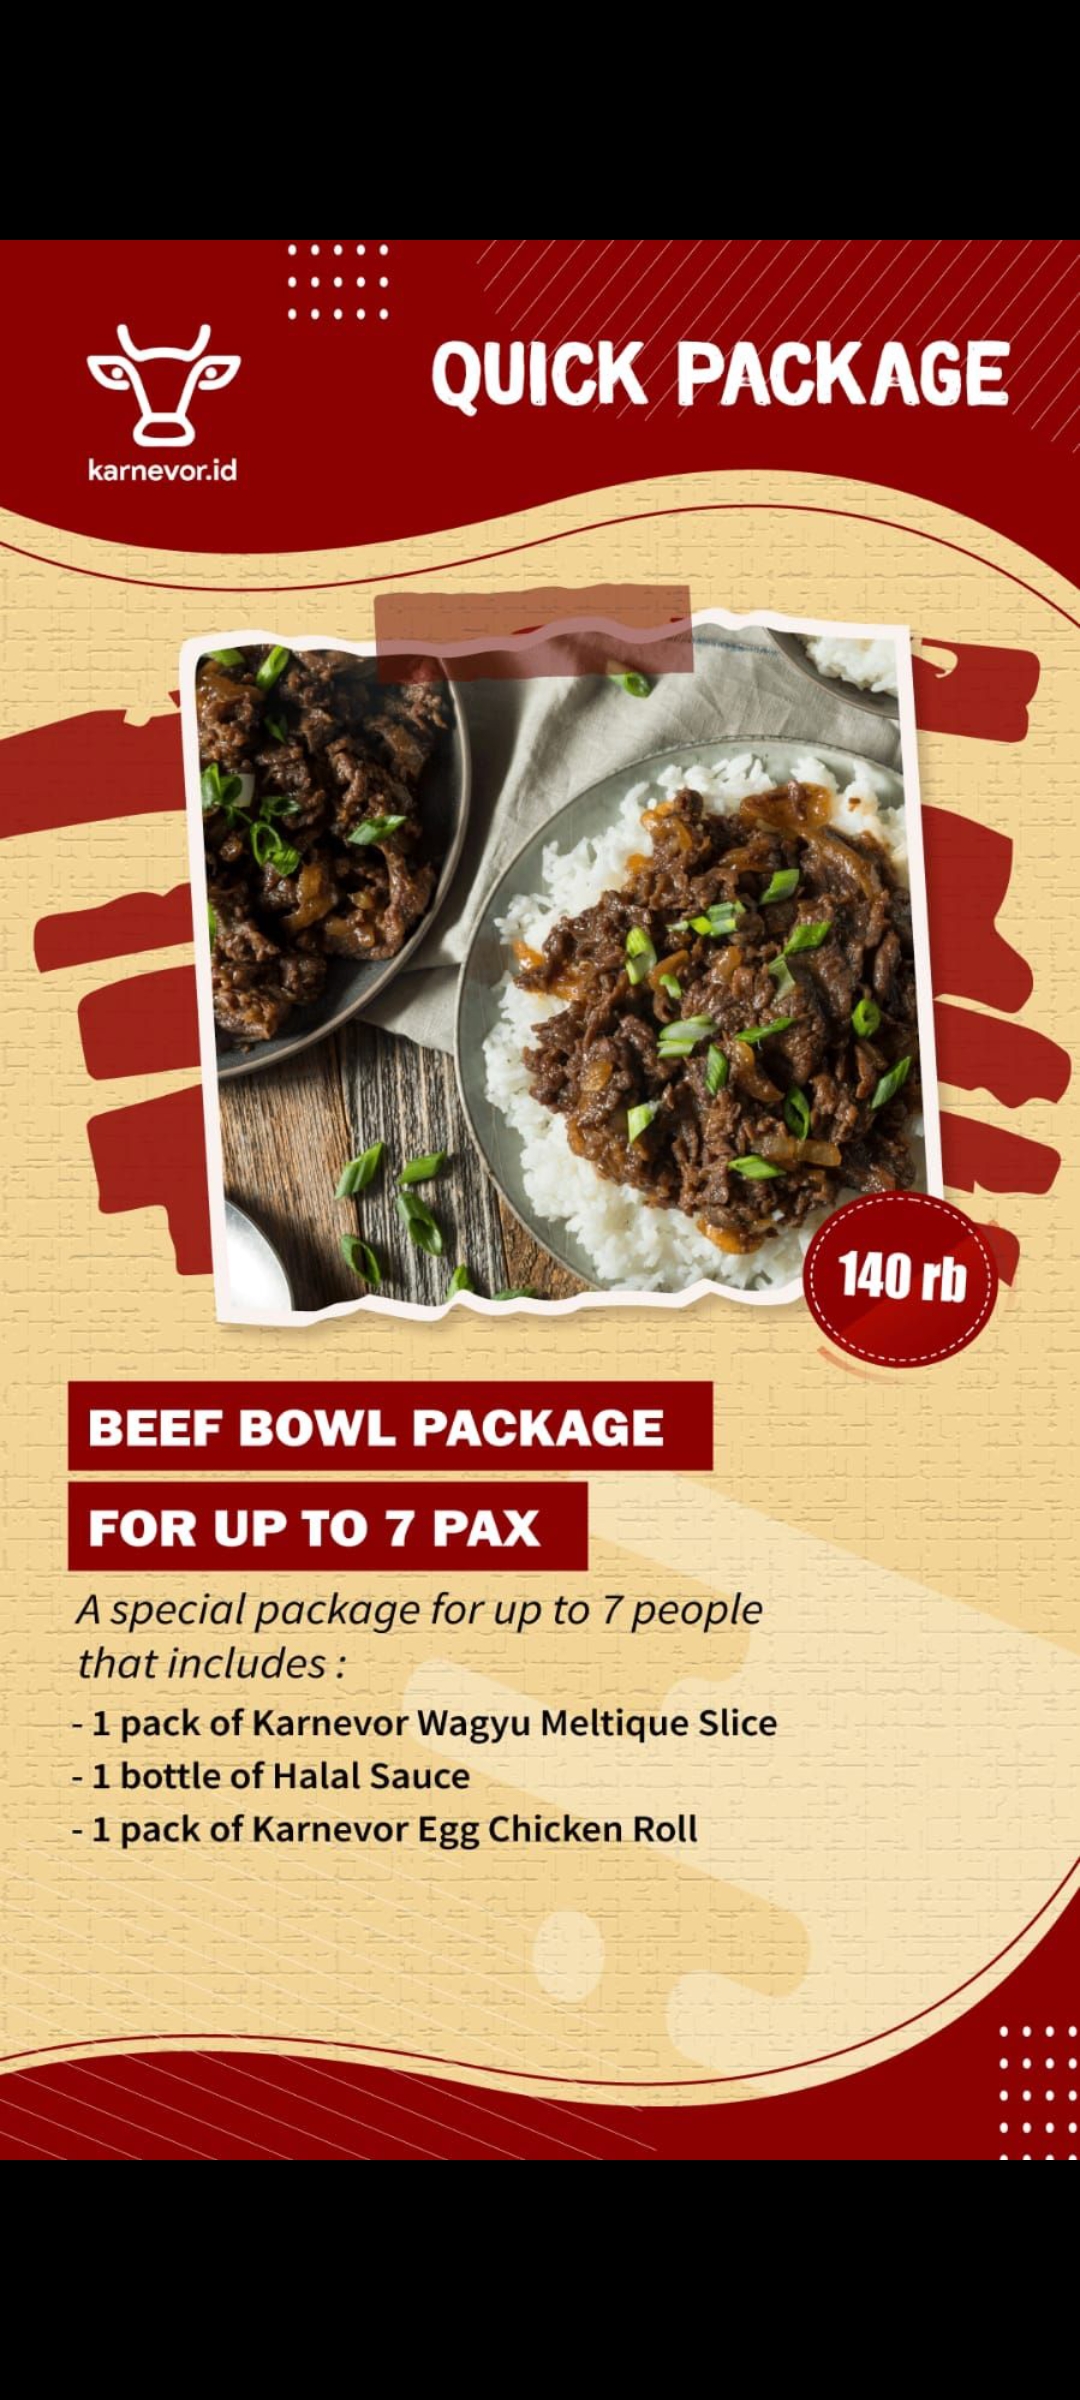 karnevor.id
QUICK PACKAGE
140 rb
BEEF BOWL PACKAGE
FOR UP TO 7 PAX
A special package for up to 7 people
that includes :
- 1 pack of Karnevor Wagyu Meltique Slice
- 1 bottle of Halal Sauce
- 1 pack of Karnevor Egg Chicken Roll